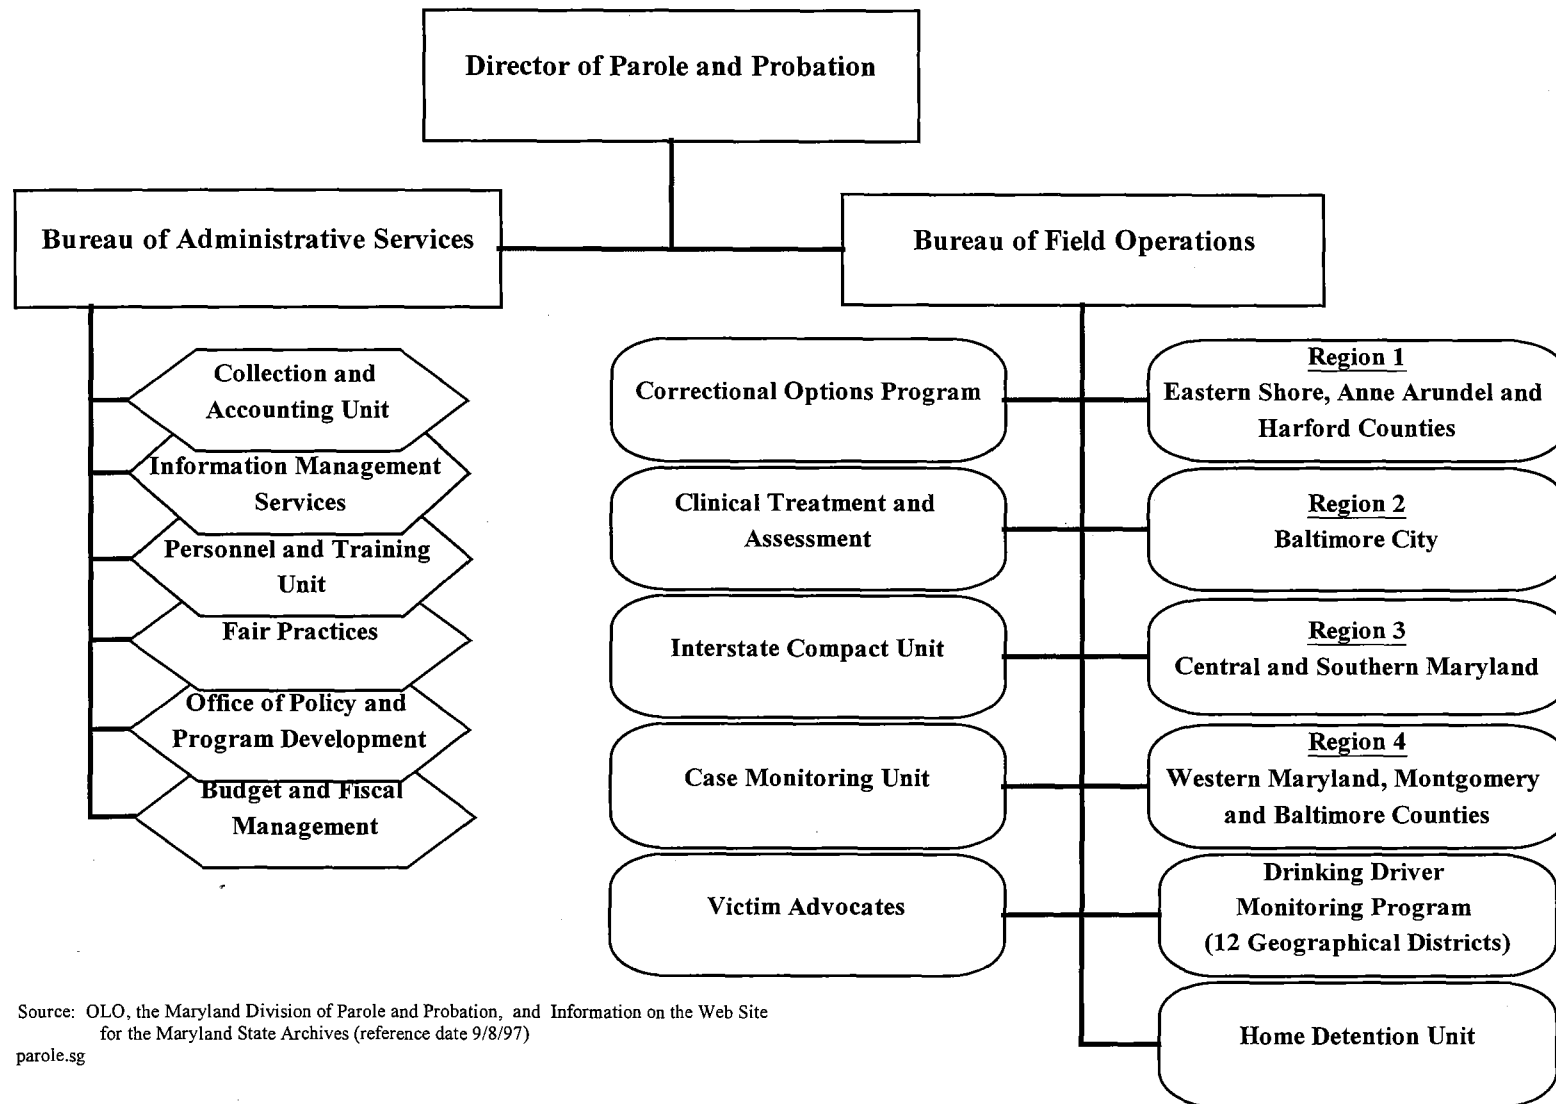 Director of Parole and Probation
Bureau of Administrative Services
Bureau of Field Operations
Collection and
Accounting Unit
Information Management
Services
Personnel and Training
Unit
Fair Practices
Office of Policy and
Program Development
Budget and Fiscal
Management
Correctional Options Program
Clinical Treatment and
Assessment
Interstate Compact Unit
Case Monitoring Unit
Victim Advocates
Region 1
Eastern Shore, Anne Arundel and
Harford Counties
Region 2
Baltimore City
Region 3
Central and Southern Maryland
Region 4
Western Maryland, Montgomery
and Baltimore Counties
Drinking Driver
Monitoring Program
(12 Geographical Districts)
Home Detention Unit
Source: OLO, the Maryland Division of Parole and Probation, and Information on the Web Site
for the Maryland State Archives (reference date 9/8/97)
parole.sg